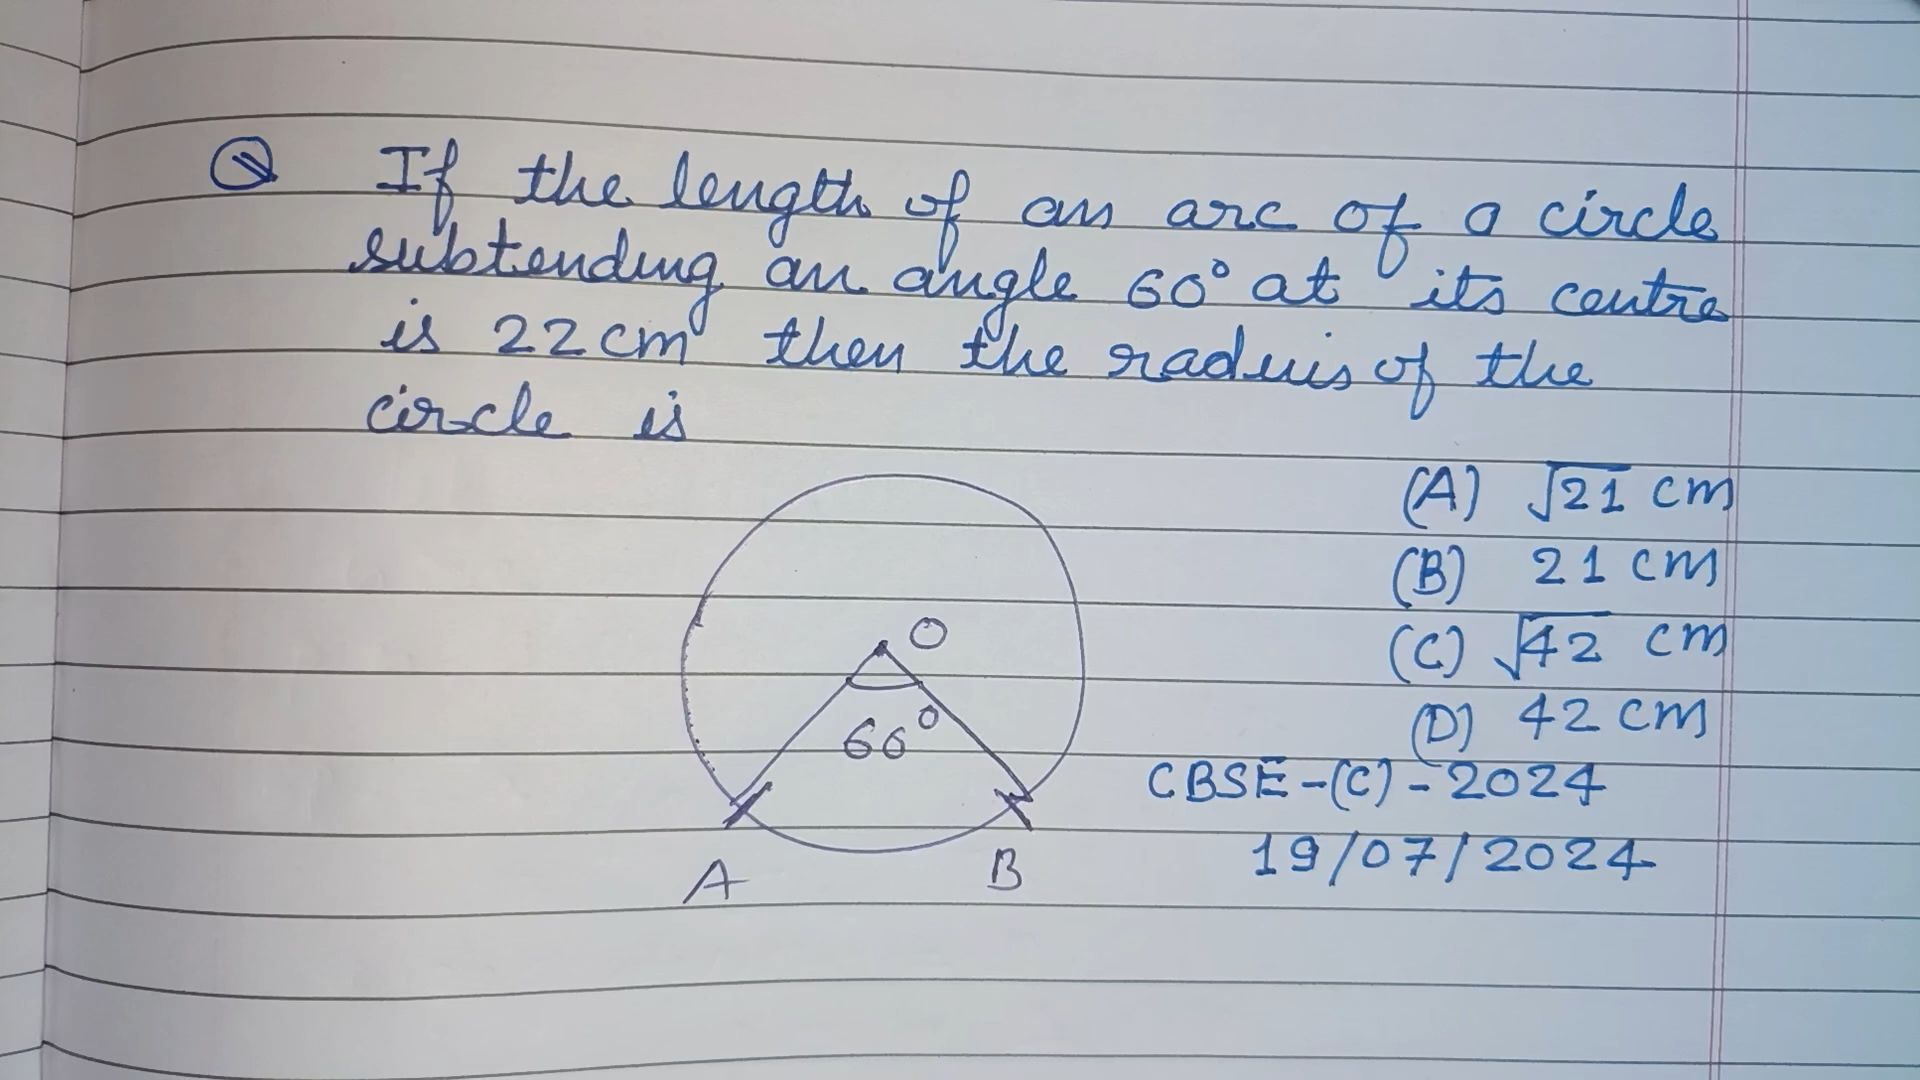 Q If the length of an arc of a circle
subtending an angle 60° at its centre
is 22 cm then the radius of the
circle is
(A) √21 cm
(B) 21 cm
(C) √42 cm
(D) 42 cm
O
60°
A B
CBSE-(C)-2024
19/07/2024